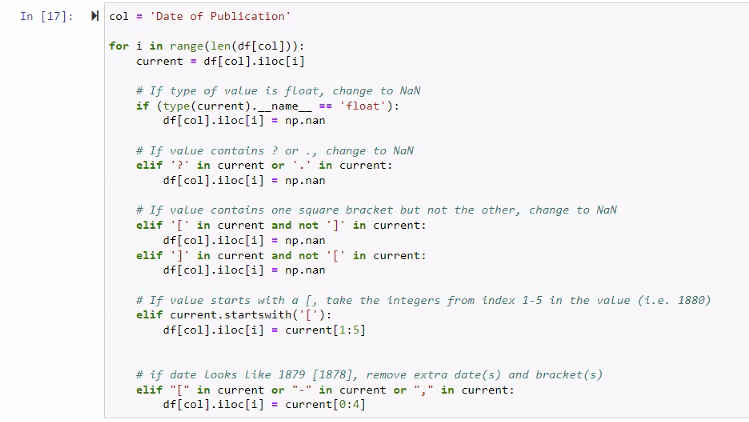 In [17]: col = 'Date of Publication'
for i in range(len(df[col])):
current = df[col].iloc[i]
# If type of value is float, change to NaN
if (type(current).__name__ == 'float'):
df[col].iloc[i] = np.nan
# If value contains ? or ., change to NaN
elif '?' in current or '.' in current:
df[col].iloc[i] = np.nan
# If value contains one square bracket but not the other, change to NaN
elif '[' in current and not ']' in current:
df[col].iloc[i] = np.nan
elif ']' in current and not '[' in current:
df[col].iloc[i] = np.nan
# If value starts with a [, take the integers from index 1-5 in the value (i.e. 1880)
elif current.startswith('['):
df[col].iloc[i] = current[1:5]
# if date looks like 1879 [1878], remove extra date(s) and bracket(s)
elif "[" in current or "-" in current or "," in current:
df[col].iloc[i] = current[0:4]